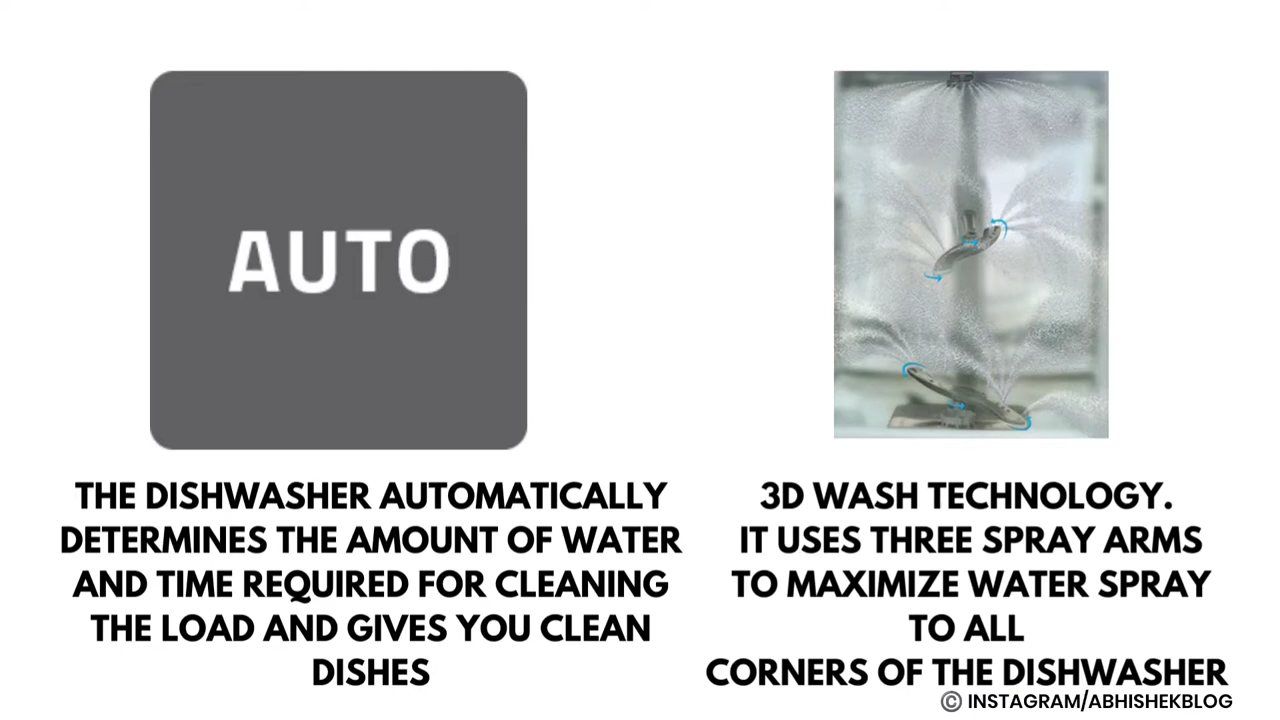 AUTO
THE DISHWASHER AUTOMATICALLY
DETERMINES THE AMOUNT OF WATER
AND TIME REQUIRED FOR CLEANING
THE LOAD AND GIVES YOU CLEAN
DISHES
3D WASH TECHNOLOGY.
IT USES THREE SPRAY ARMS
TO MAXIMIZE WATER SPRAY
TO ALL
CORNERS OF THE DISHWASHER
© INSTAGRAM/ABHISHEKBLOG